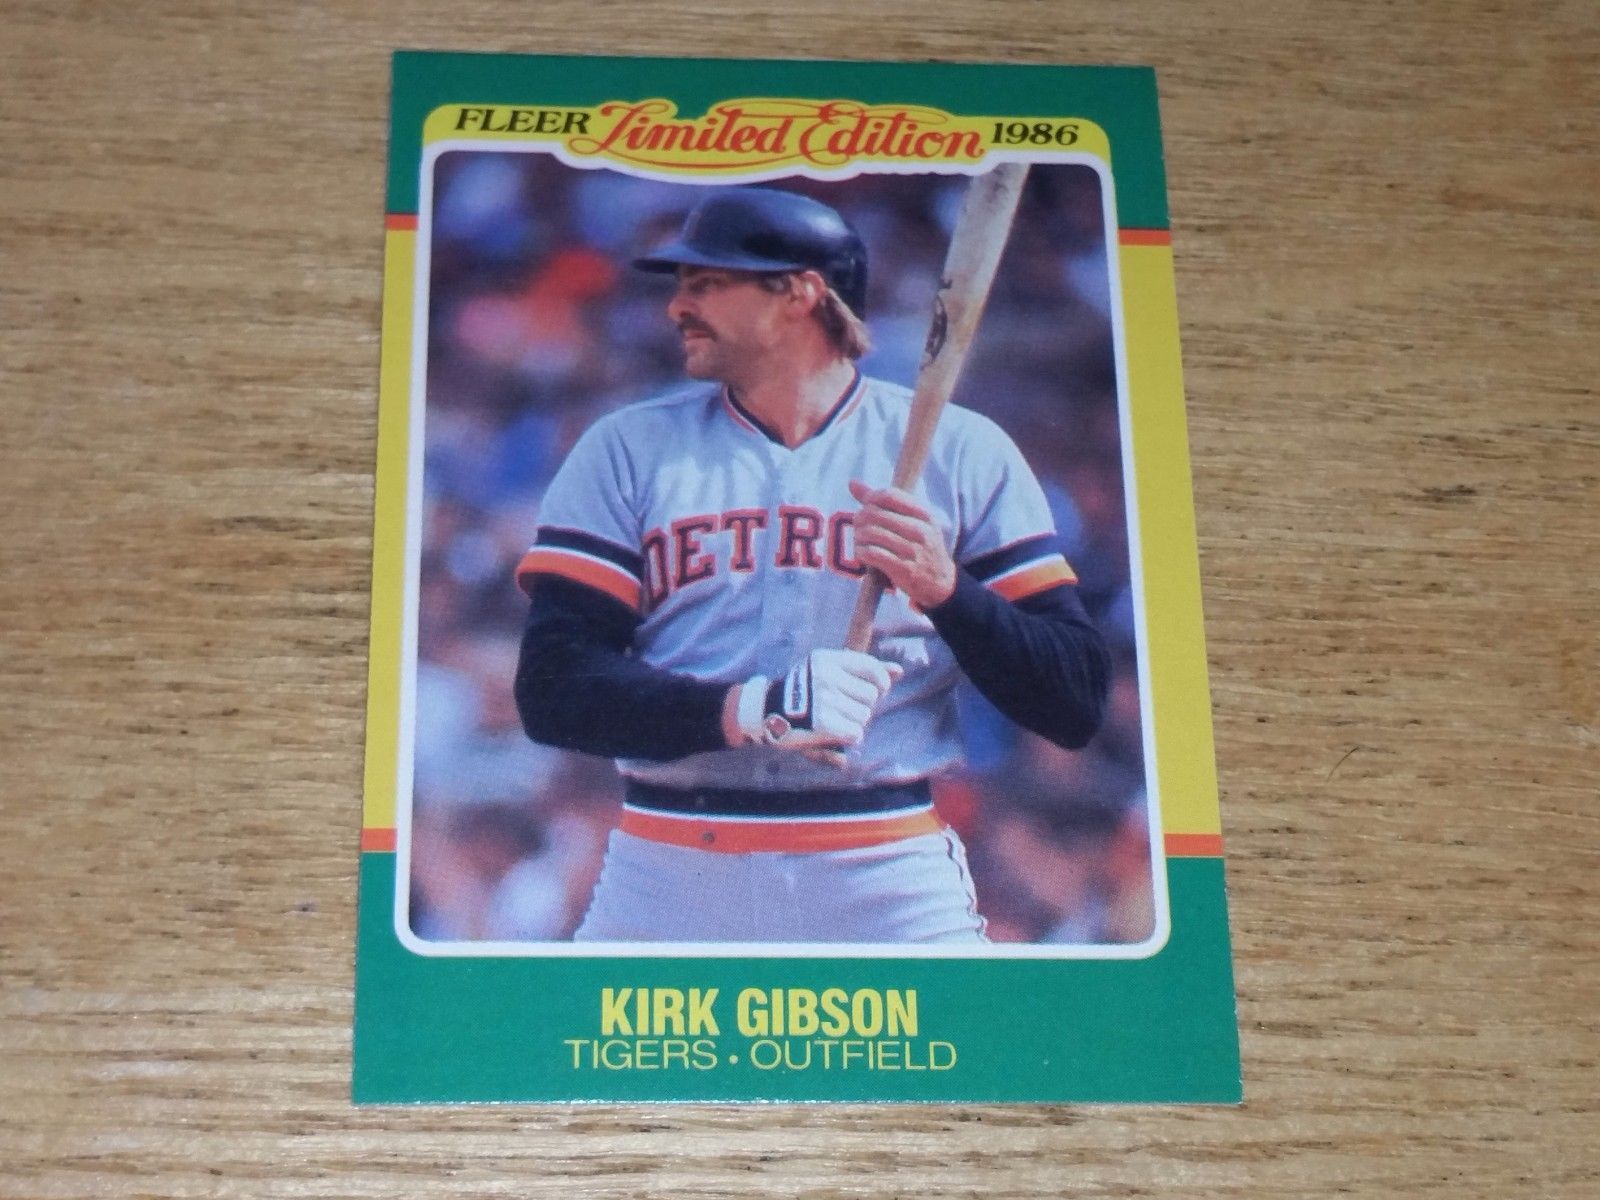 FLEER Limited Edition 1986
DETRO
KIRK GIBSON
TIGERS • OUTFIELD